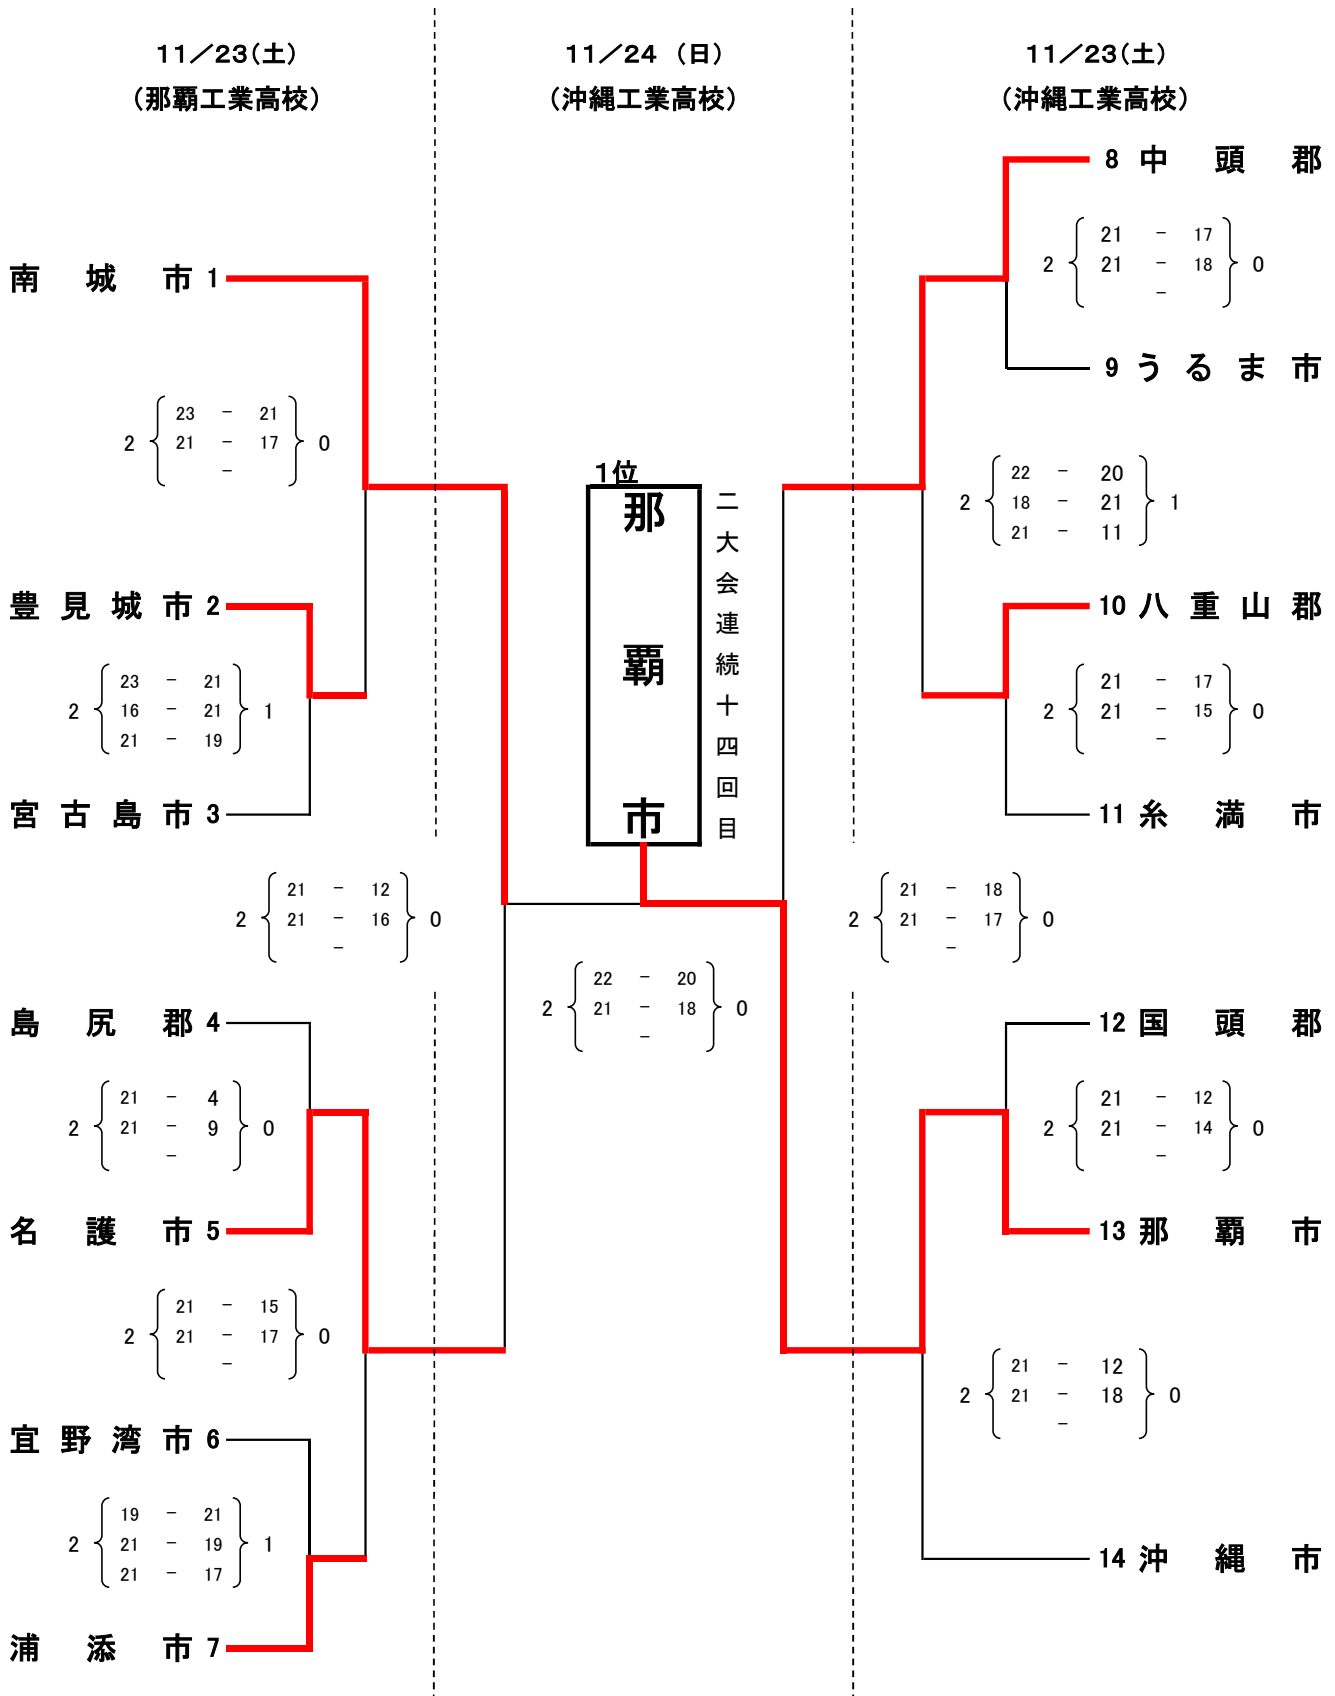 11／23(土)
(那覇工業高校)
11／24 (日)
(沖縄工業高校)
11／23(土)
(沖縄工業高校)
南城市 1
2 { 23 － 21 } 0
21 － 17
－
豊見城市 2
2 { 23 － 21 } 1
16 － 21
21 － 19
宮古島市 3
2 { 21 － 12 } 0
21 － 16
－
島尻郡 4
2 { 21 － 4 } 0
21 － 9
－
名護市 5
2 { 21 － 15 } 0
21 － 17
－
宜野湾市 6
2 { 19 － 21 } 1
21 － 19
21 － 17
浦添市 7
1位
那覇市
二大会連続十四回目
2 { 22 － 20 } 0
21 － 18
－
8 中頭郡
2 { 21 － 17 } 0
21 － 18
－
9 うるま市
2 { 22 － 20 } 1
18 － 21
21 － 11
10 八重山郡
2 { 21 － 17 } 0
21 － 15
－
11 糸満市
2 { 21 － 18 } 0
21 － 17
－
12 国頭郡
2 { 21 － 12 } 0
21 － 14
－
13 那覇市
2 { 21 － 12 } 0
21 － 18
－
14 沖縄市